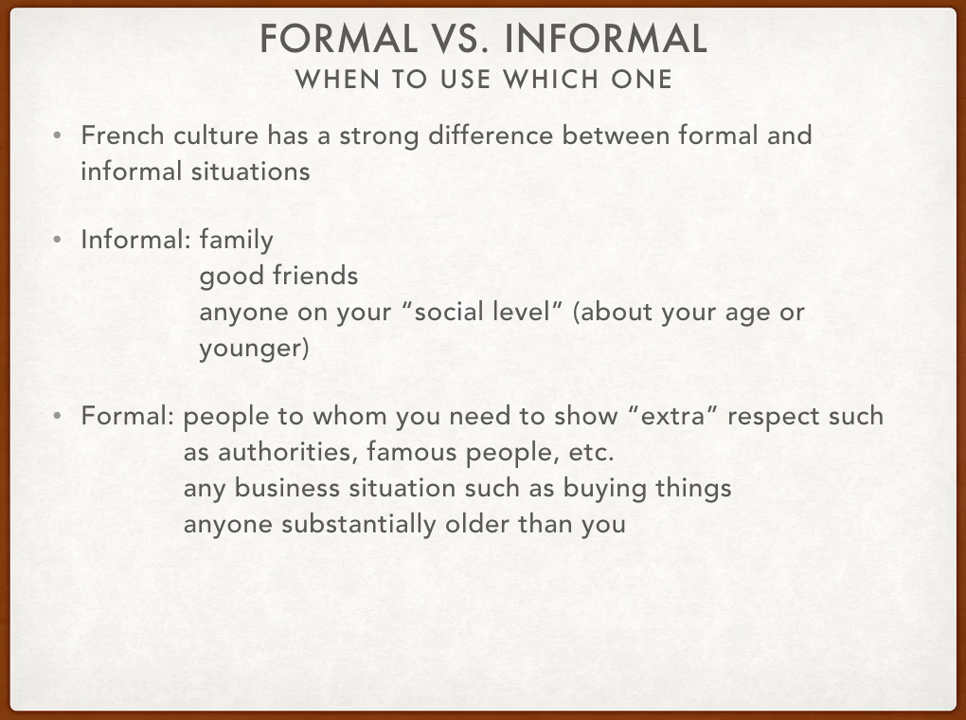 FORMAL VS. INFORMAL
WHEN TO USE WHICH ONE
• French culture has a strong difference between formal and
informal situations
• Informal: family
good friends
anyone on your “social level” (about your age or
younger)
• Formal: people to whom you need to show “extra” respect such
as authorities, famous people, etc.
any business situation such as buying things
anyone substantially older than you